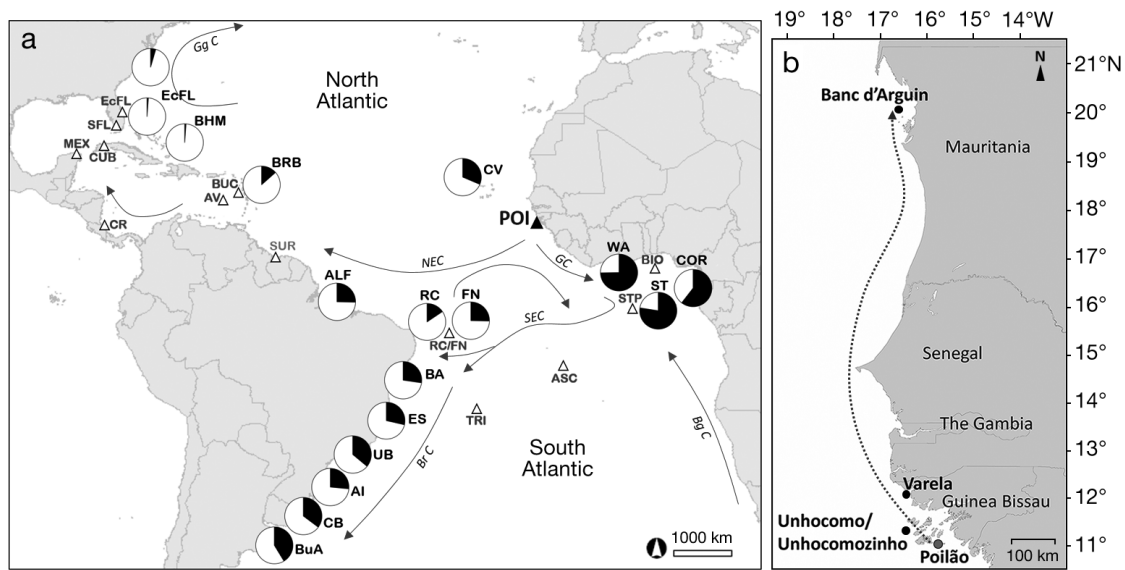 a
Gg C
North
Atlantic
EcFL
EcFL
SFL
BHM
MEX
CUB
BRB
BUC
AV
CV
CR
POI
SUR
NEC
GC
WA
BIO
COR
ALF
RC
FN
STP
ST
SEC
RC/FN
BA
ASC
ES
TRI
UB
Br C
South
Atlantic
Bg C
AI
CB
BuA
1000 km
19° 18° 17° 16° 15° 14°W
b
N
21°N
Banc d'Arguin
20°
Mauritania
19°
18°
17°
16°
15°
Senegal
14°
The Gambia
13°
Varela
12°
Guinea Bissau
Unhocomo/
Unhocomozinho
Poilão
100 km
11°